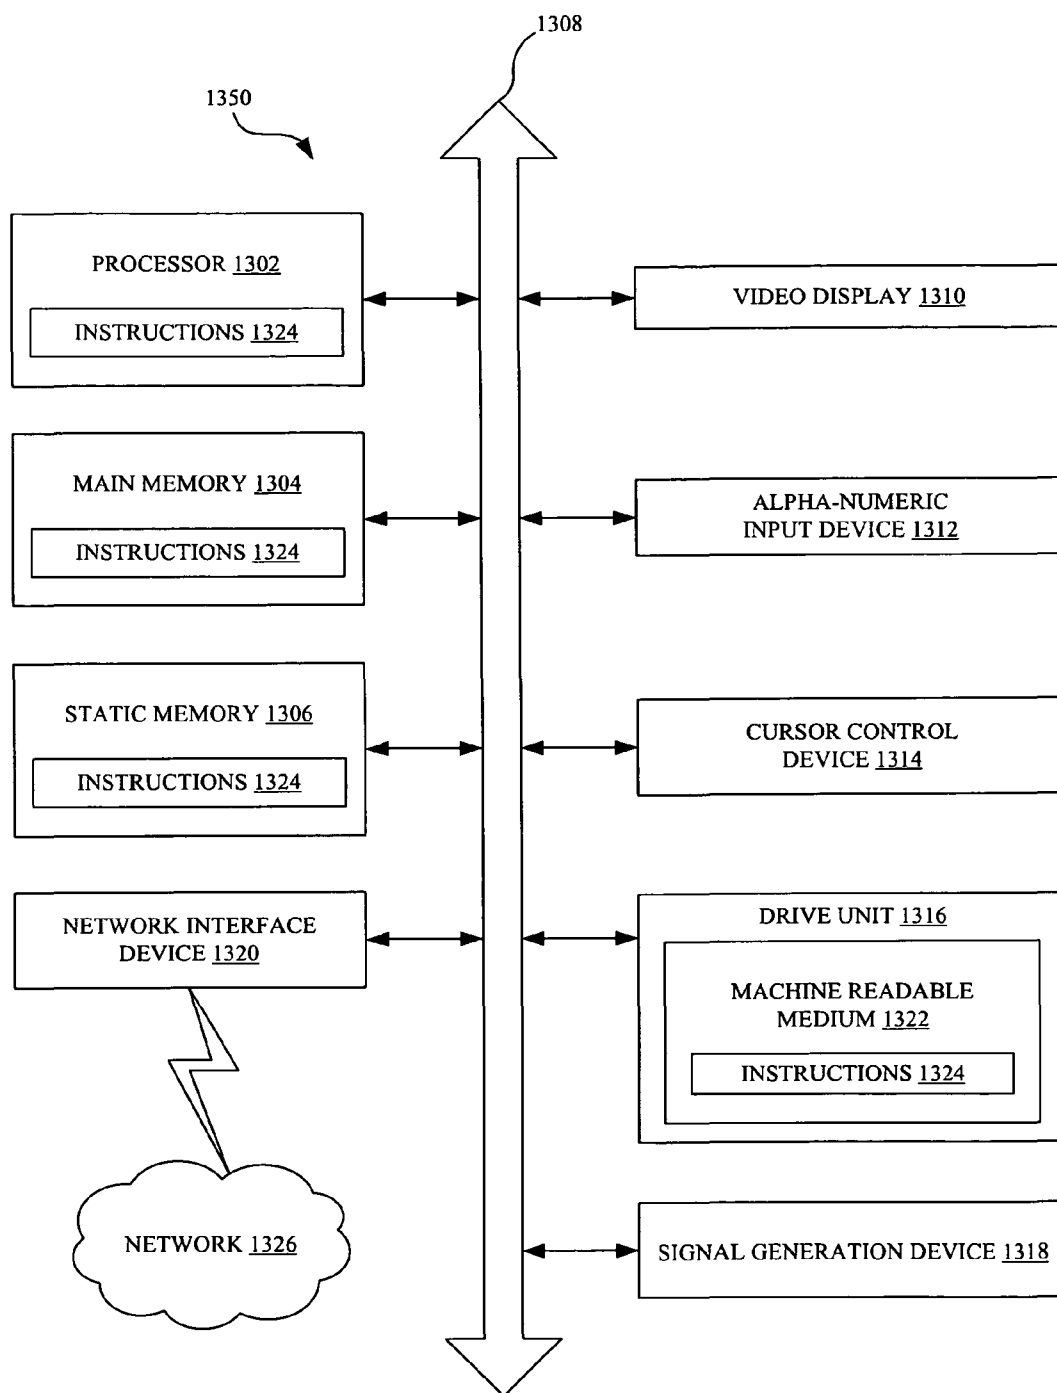 1308
1350
PROCESSOR 1302
INSTRUCTIONS 1324
MAIN MEMORY 1304
INSTRUCTIONS 1324
STATIC MEMORY 1306
INSTRUCTIONS 1324
NETWORK INTERFACE
DEVICE 1320
NETWORK 1326
VIDEO DISPLAY 1310
ALPHA-NUMERIC
INPUT DEVICE 1312
CURSOR CONTROL
DEVICE 1314
DRIVE UNIT 1316
MACHINE READABLE
MEDIUM 1322
INSTRUCTIONS 1324
SIGNAL GENERATION DEVICE 1318